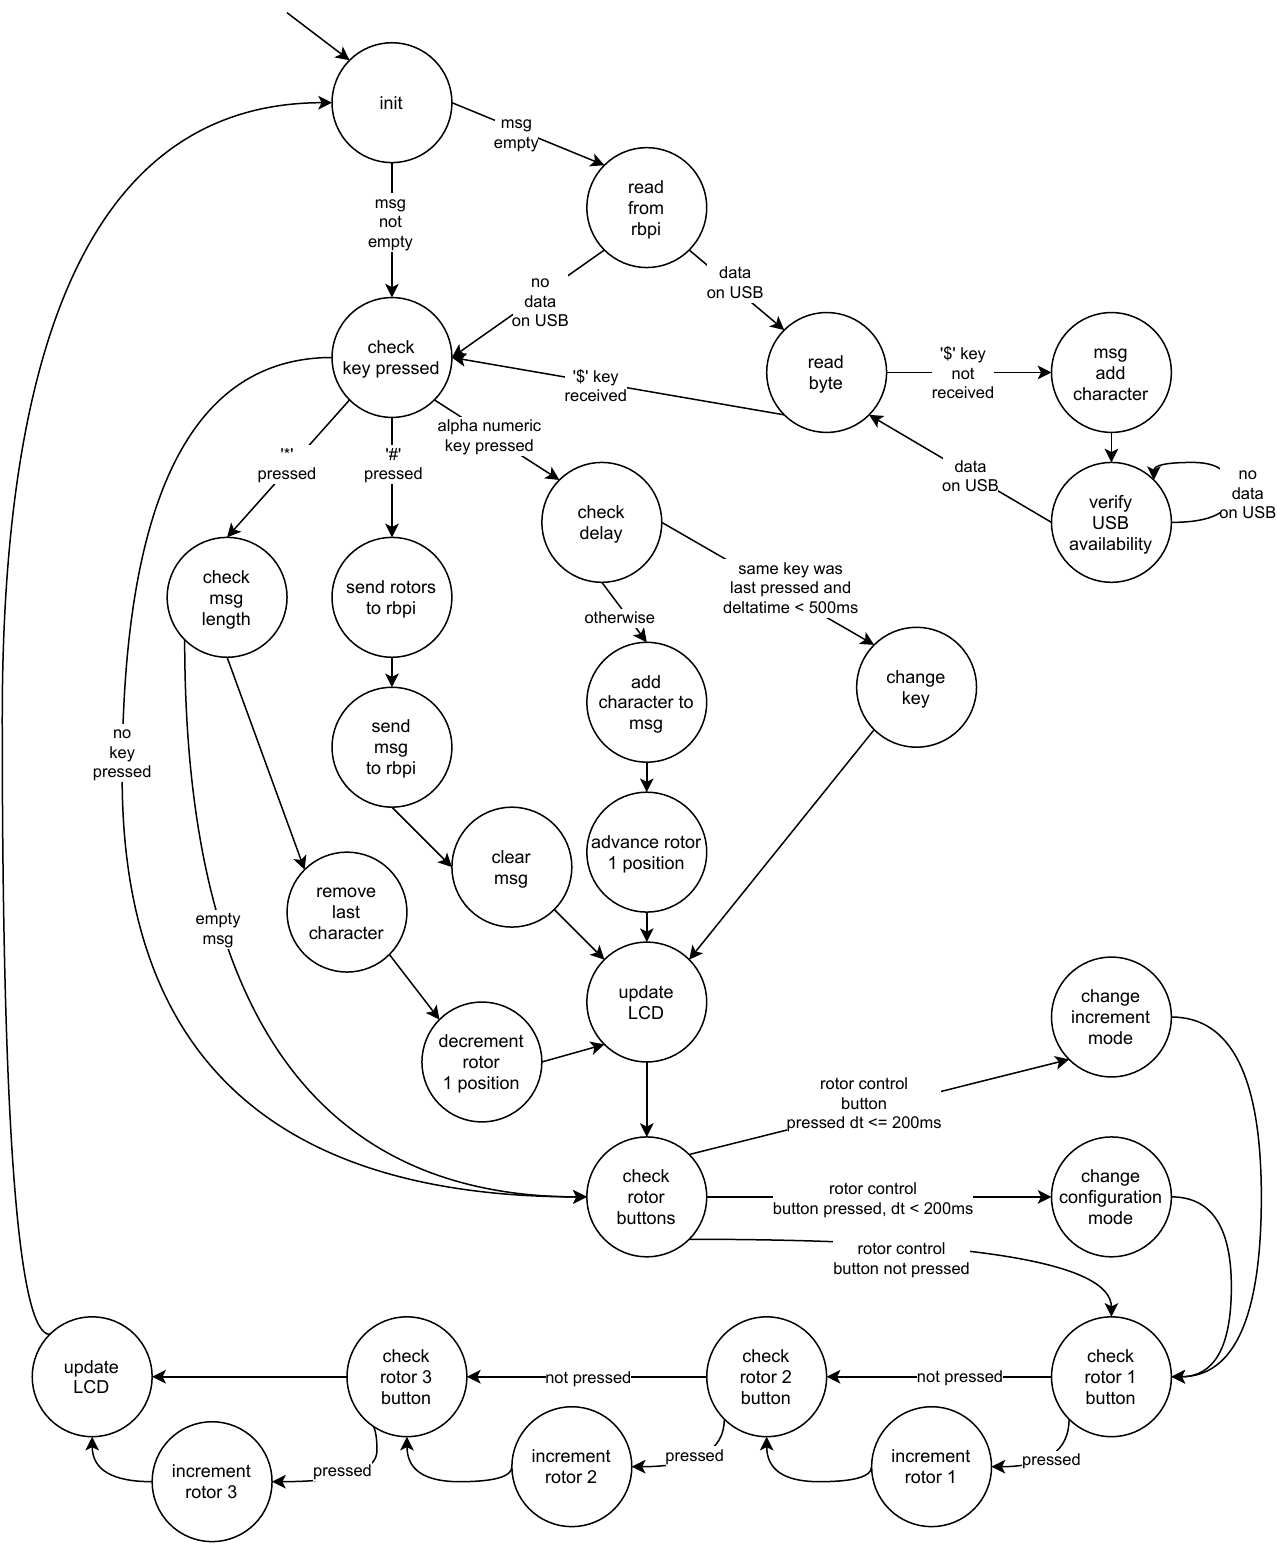 init
msg
empty
msg
not
empty
read
from
rbpi
no
data
on USB
data
on USB
check
key pressed
read
byte
'$' key
received
'$' key
not
received
msg
add
character
data
on USB
verify
USB
availability
no
data
on USB
'*'
pressed
'#'
pressed
alpha numeric
key pressed
check
delay
same key was
last pressed and
deltatime < 500ms
otherwise
check
msg
length
send rotors
to rbpi
add
character to
msg
change
key
no
key
pressed
send
msg
to rbpi
advance rotor
1 position
clear
msg
empty
msg
remove
last
character
update
LCD
decrement
rotor
1 position
change
increment
mode
rotor control
button
pressed dt <= 200ms
check
rotor
buttons
rotor control
button pressed, dt < 200ms
change
configuration
mode
rotor control
button not pressed
update
LCD
check
rotor 3
button
not pressed
check
rotor 2
button
not pressed
check
rotor 1
button
increment
rotor 3
pressed
increment
rotor 2
pressed
increment
rotor 1
pressed